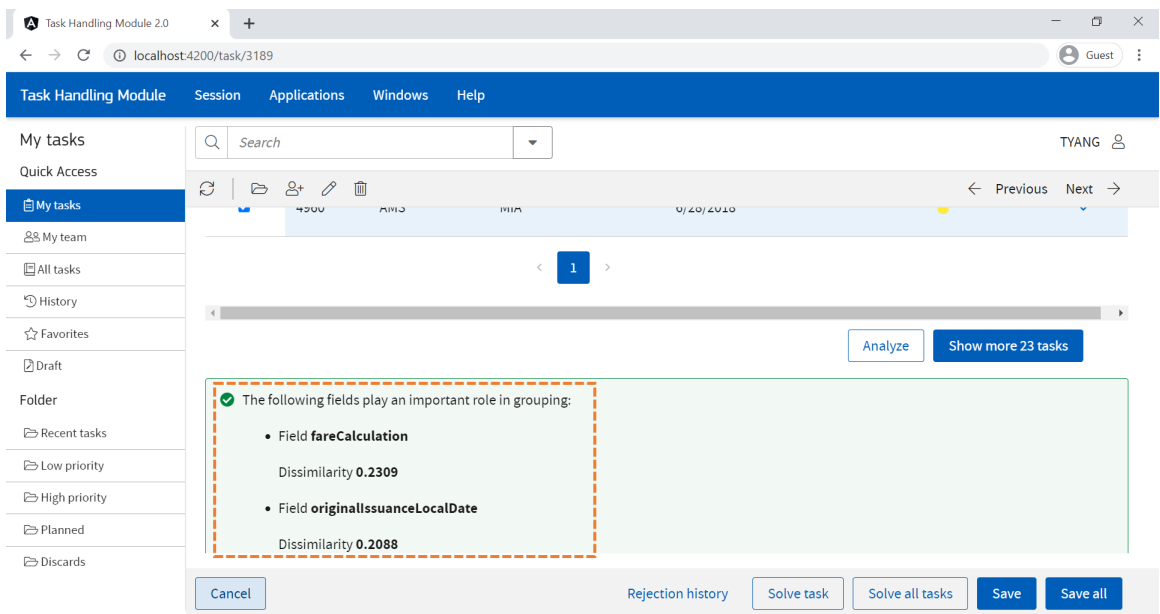 Task Handling Module 2.0
localhost:4200/task/3189
Guest
Task Handling Module Session Applications Windows Help
My tasks
Search
TYANG
Quick Access
Previous Next
My tasks
4960 AMS MIA 6/28/2018
My team
All tasks
1
History
Favorites
Analyze Show more 23 tasks
Draft
Folder
The following fields play an important role in grouping:
Recent tasks
• Field fareCalculation
Low priority
Dissimilarity 0.2309
High priority
• Field originalIssuanceLocalDate
Planned
Dissimilarity 0.2088
Discards
Cancel Rejection history Solve task Solve all tasks Save Save all